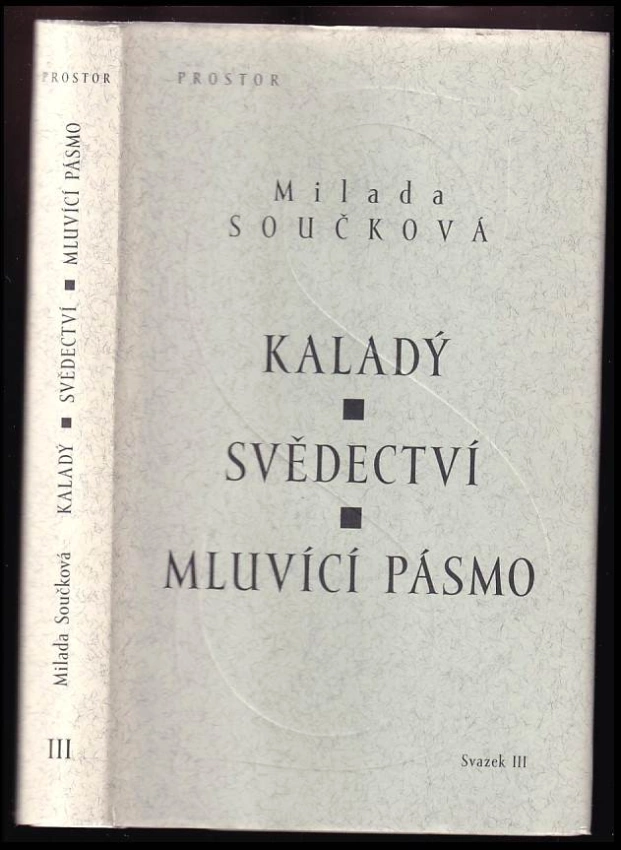 PROSTOR
Milada Součková KALADÝ ■ SVĚDECTVÍ ■ MLUVÍCÍ PÁSMO
III
PROSTOR
Milada
SOUČKOVÁ
KALADÝ
■
SVĚDECTVÍ
■
MLUVÍCÍ PÁSMO
Svazek III